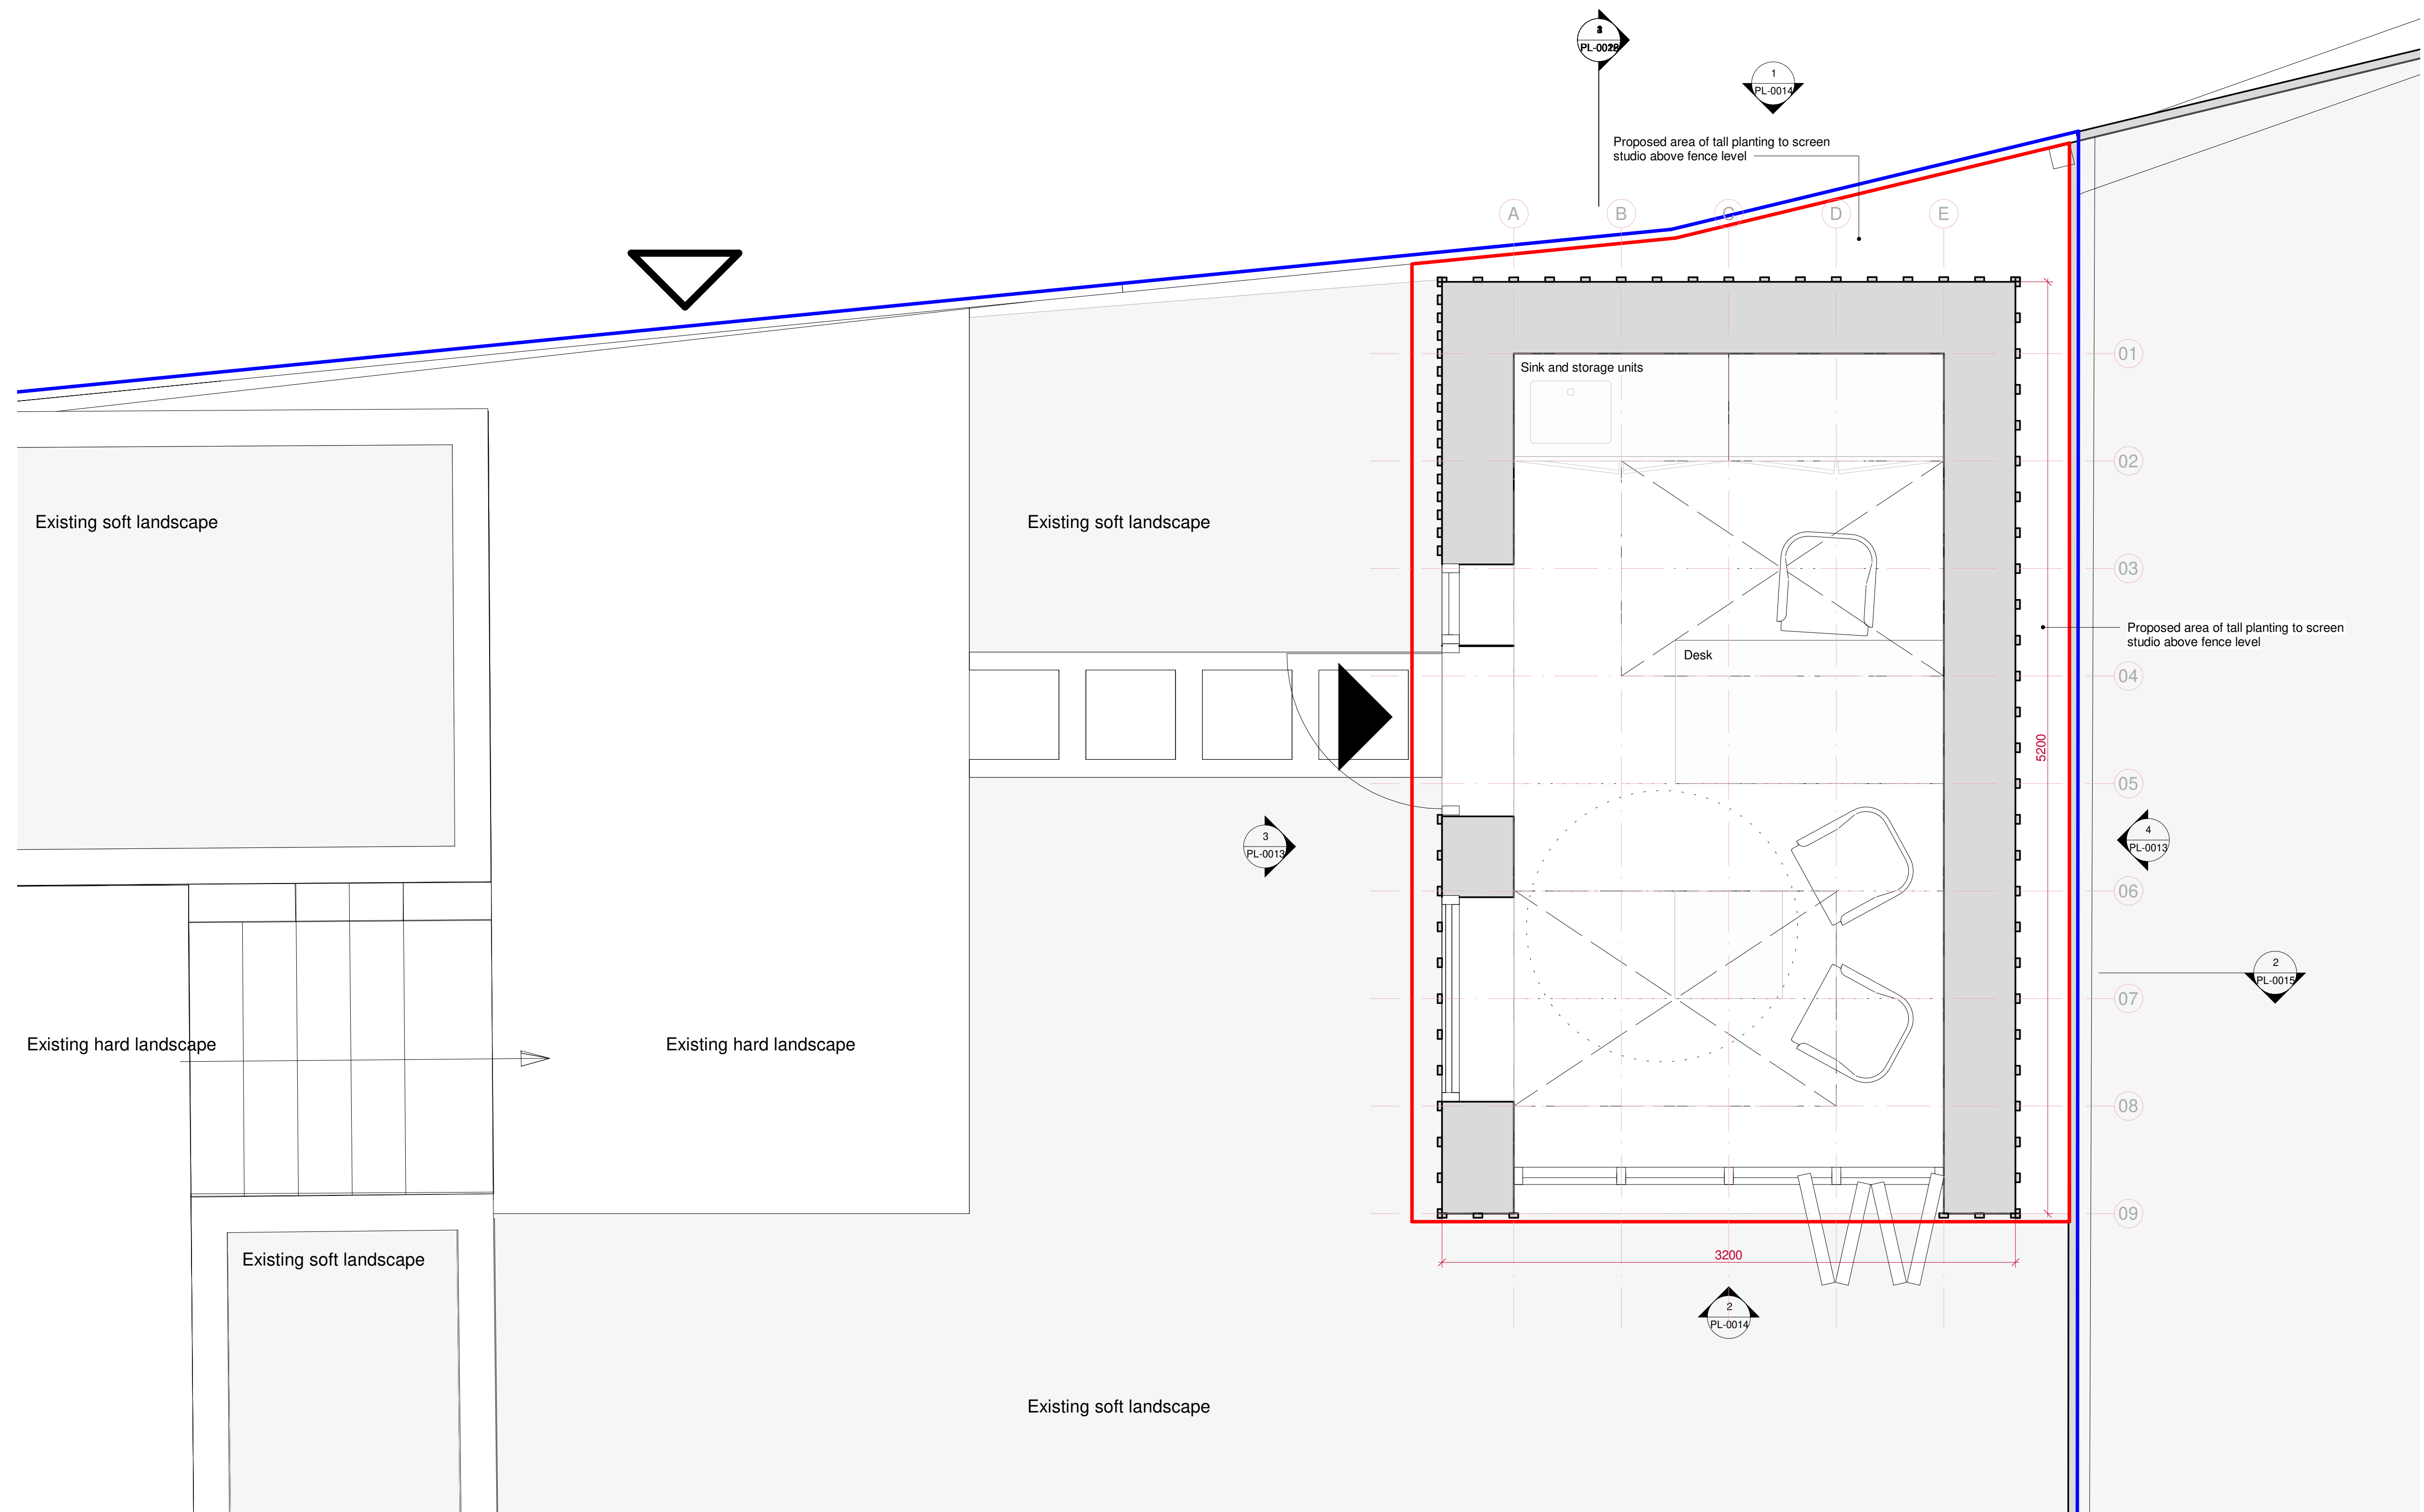 1
PL-0014
Proposed area of tall planting to screen
studio above fence level
A
B
C
D
E
01
Sink and storage units
02
Existing soft landscape
Existing soft landscape
03
Proposed area of tall planting to screen
studio above fence level
Desk
04
5200
05
3
PL-0013
4
PL-0013
06
2
PL-0015
07
Existing hard landscape
Existing hard landscape
08
09
Existing soft landscape
3200
2
PL-0014
Existing soft landscape